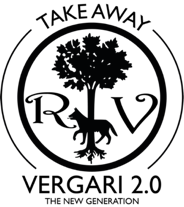 TAKE AWAY
R V
VERGARI 2.0
THE NEW GENERATION